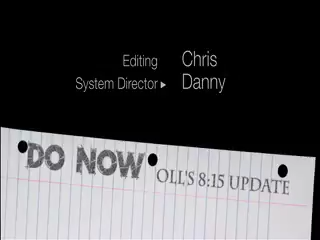 Editing Chris
System Director▸ Danny
DO NOW
OLL'S 8:15 UPDATE